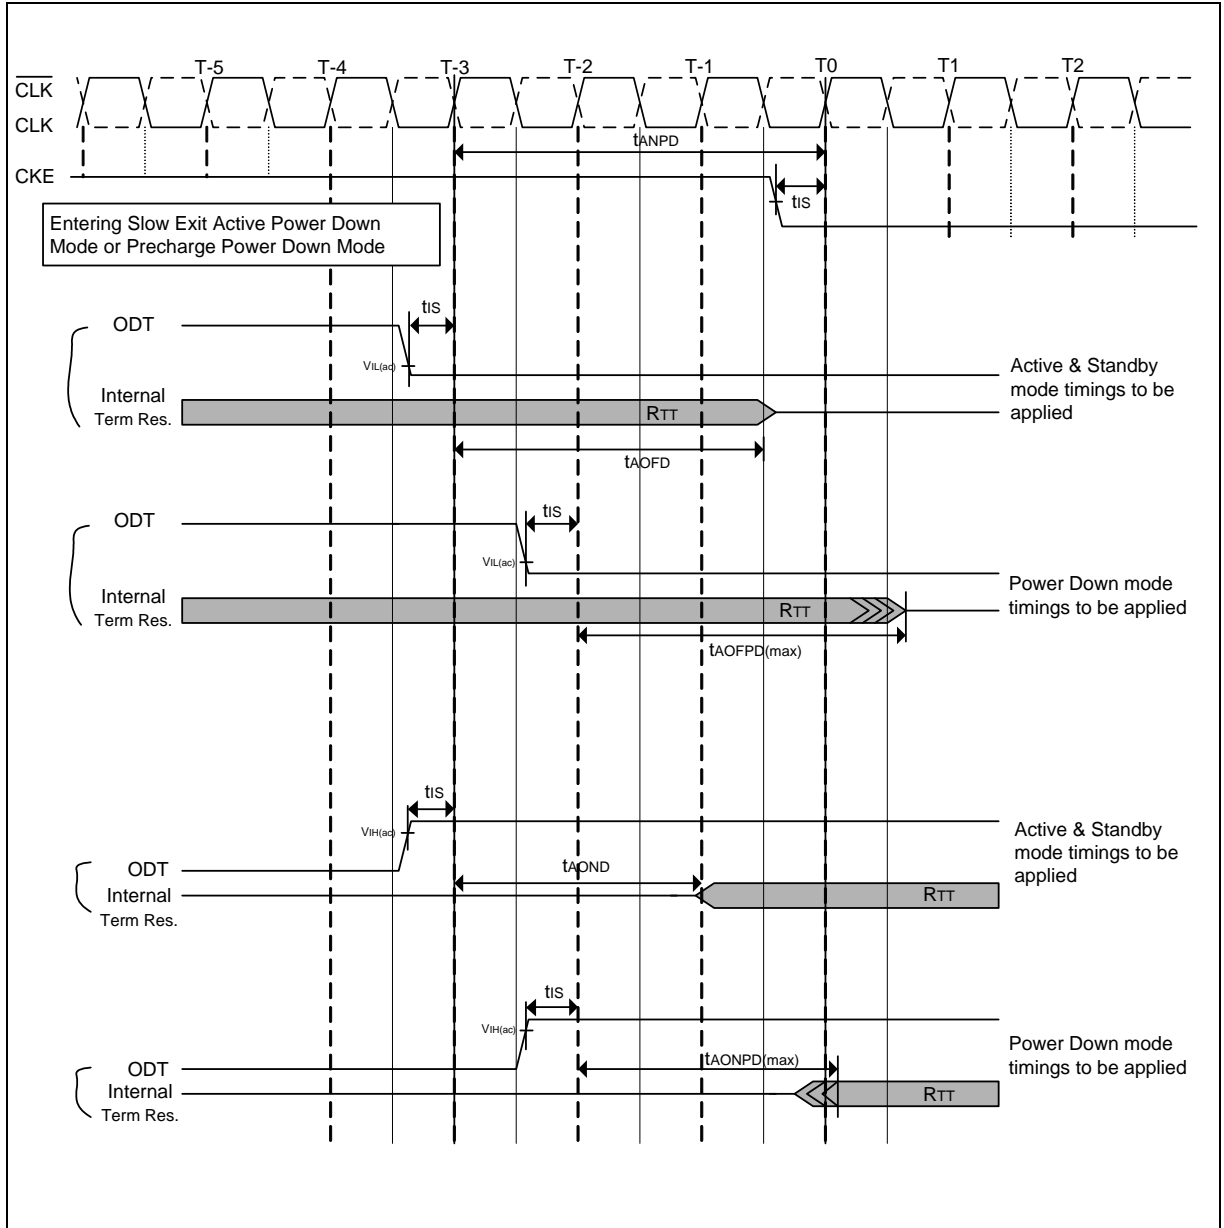 T-5 T-4 T-3 T-2 T-1 T0 T1 T2
CLK
CLK
tANPD
CKE
tIS
Entering Slow Exit Active Power Down
Mode or Precharge Power Down Mode
tIS
ODT
VIL(ac)
Active & Standby
mode timings to be
applied
Internal
Term Res.
RTT
tAOFD
ODT
tIS
VIL(ac)
Power Down mode
timings to be applied
Internal
Term Res.
RTT
tAOFPD(max)
tIS
VIH(ac)
Active & Standby
mode timings to be
applied
ODT
tAOND
Internal
Term Res.
RTT
tIS
VIH(ac)
Power Down mode
timings to be applied
ODT
tAONPD(max)
Internal
Term Res.
RTT